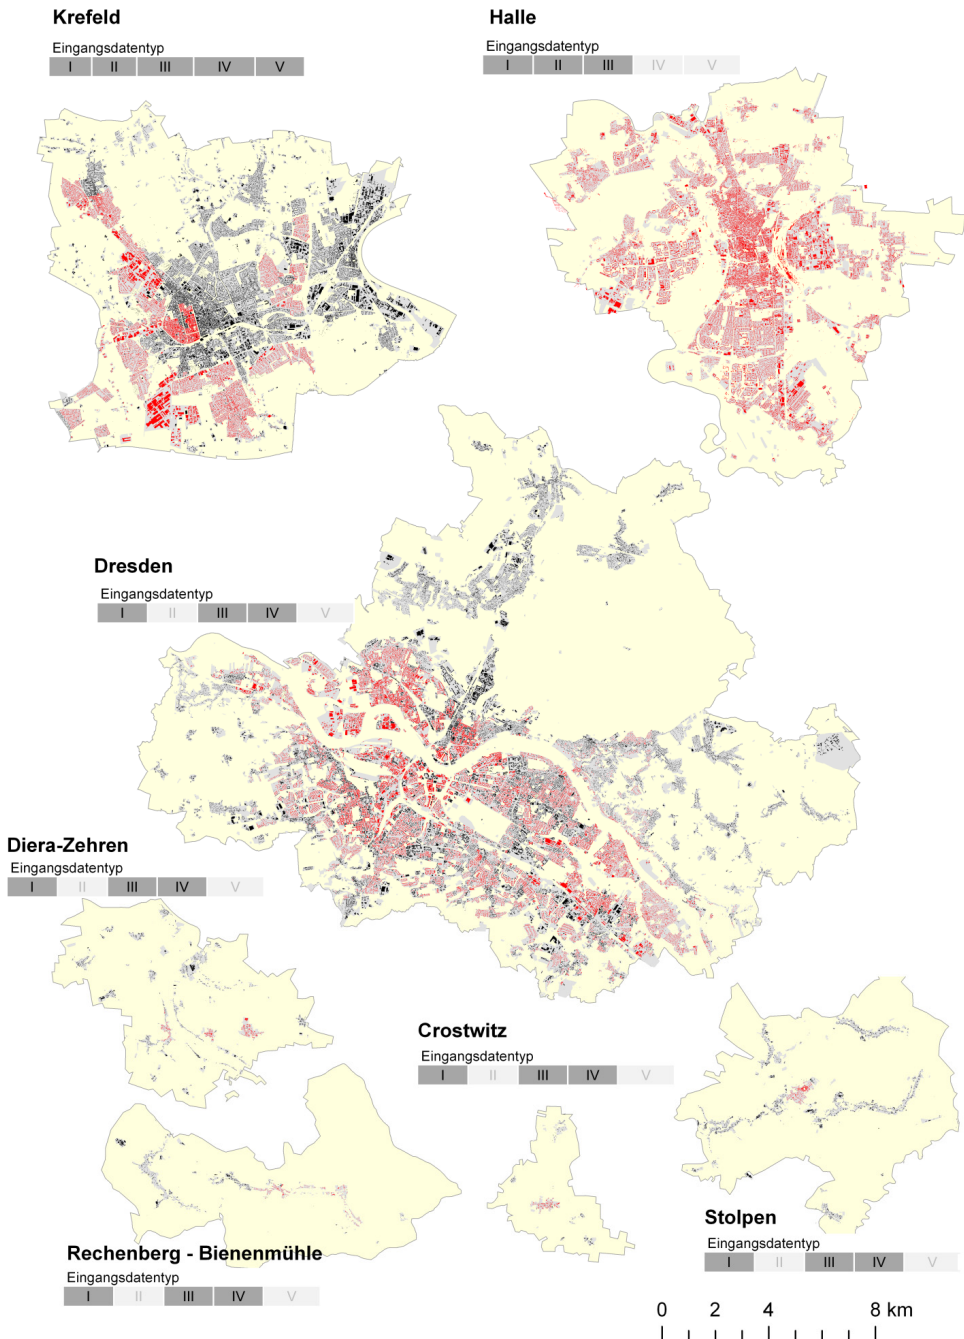 Krefeld
Eingangsdatentyp
I II III IV V
Halle
Eingangsdatentyp
I II III IV V
Dresden
Eingangsdatentyp
I II III IV V
Diera-Zehren
Eingangsdatentyp
I II III IV V
Crostwitz
Eingangsdatentyp
I II III IV V
Stolpen
Eingangsdatentyp
I II III IV V
Rechenberg - Bienenmühle
Eingangsdatentyp
I II III IV V
0 2 4 8 km